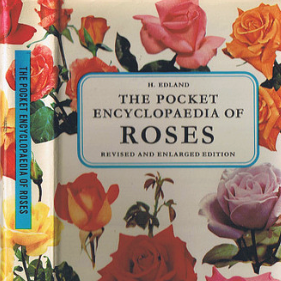 H. EDLAND
THE POCKET
ENCYCLOPAEDIA OF
ROSES
REVISED AND ENLARGED EDITION
THE POCKET ENCYCLOPAEDIA OF ROSES